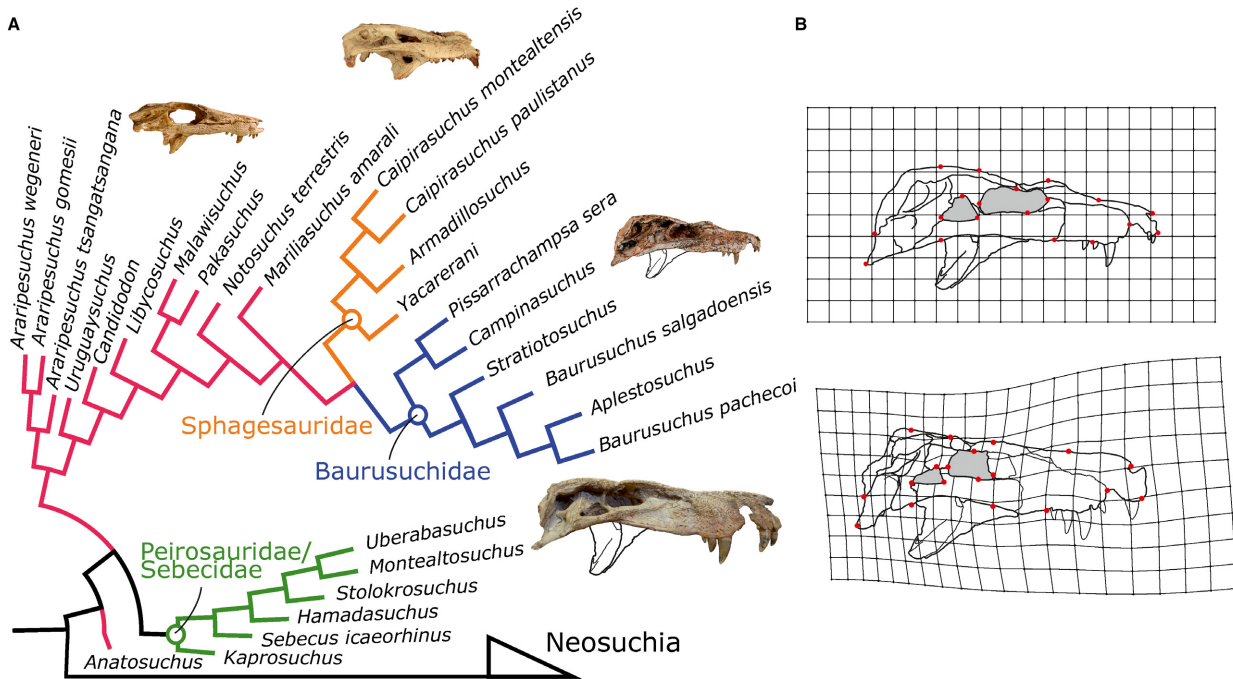 A
B
Araripesuchus wegeneri
Araripesuchus gomesii
Araripesuchus tsangatsangana
Uruguaysuchus
Candidodon
Libycosuchus
Malawisuchus
Pakasuchus
Notosuchus terrestris
Mariliasuchus amarali
Caipirasuchus montealtensis
Caipirasuchus paulistanus
Armadillosuchus
Yacarerani
Pissarrachampsa sera
Campinasuchus
Stratiotosuchus
Baurusuchus salgadoensis
Aplestosuchus
Baurusuchus pachecoi
Sphagesauridae
Baurusuchidae
Peirosauridae/
Sebecidae
Uberabasuchus
Montealtosuchus
Stolokrosuchus
Hamadasuchus
Sebecus icaeorhinus
Kaprosuchus
Anatosuchus
Neosuchia